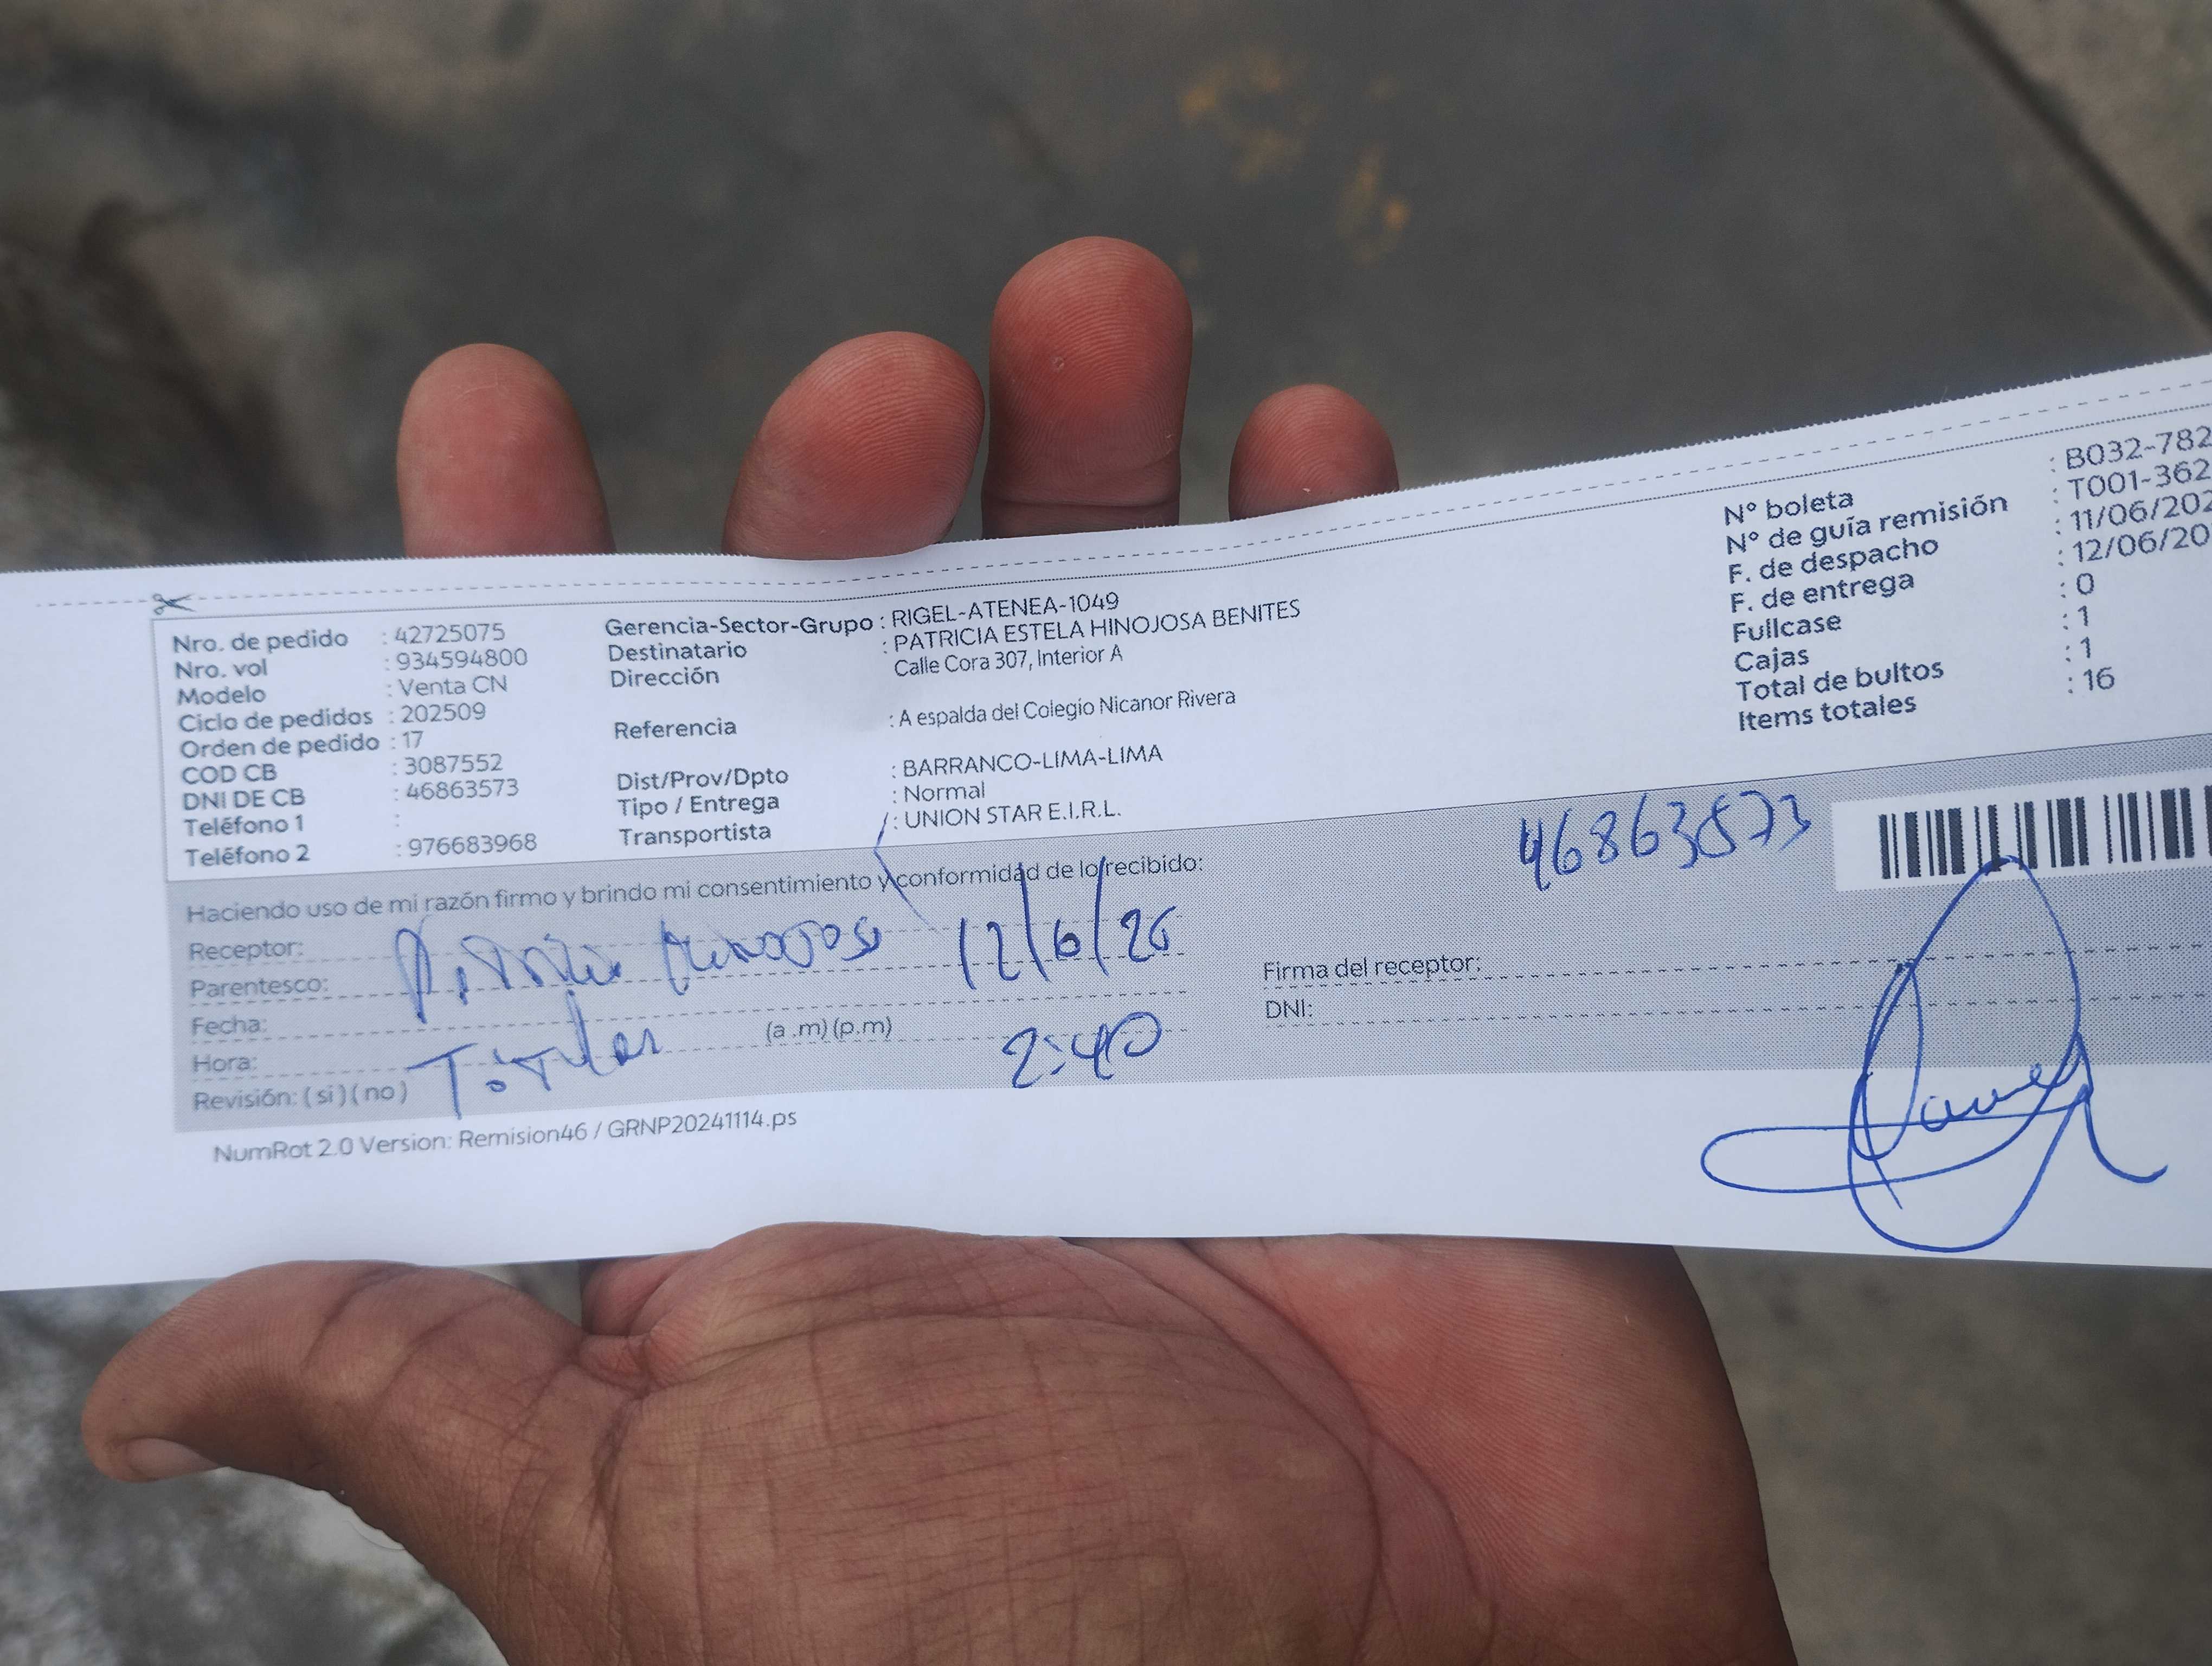 Nro. de pedido : 42725075
Nro. vol : 934594800
Modelo : Venta CN
Ciclo de pedidos : 202509
Orden de pedido : 17
COD CB : 3087552
DNI DE CB : 46863573
Teléfono 1 :
Teléfono 2 : 976683968
Gerencia-Sector-Grupo : RIGEL-ATENEA-1049
Destinatario : PATRICIA ESTELA HINOJOSA BENITES
Dirección Calle Cora 307, Interior A
Referencia : A espalda del Colegio Nicanor Rivera
Dist/Prov/Dpto : BARRANCO-LIMA-LIMA
Tipo / Entrega : Normal
Transportista : UNION STAR E.I.R.L.
N° boleta : B032-782
N° de guía remisión : T001-362
F. de despacho : 11/06/202
F. de entrega : 12/06/20
Fullcase : 0
Cajas : 1
Total de bultos : 1
Items totales : 16
Haciendo uso de mi razón firmo y brindo mi consentimiento y conformidad de lo recibido:
46863573
Receptor:
Parentesco: Patricia Hinojosa 12/6/26
Fecha:
Hora: (a .m) (p.m) 2:40
Revisión: ( si ) ( no ) Titular
Firma del receptor:
DNI:
NumRot 2.0 Version: Remision46 / GRNP20241114.ps